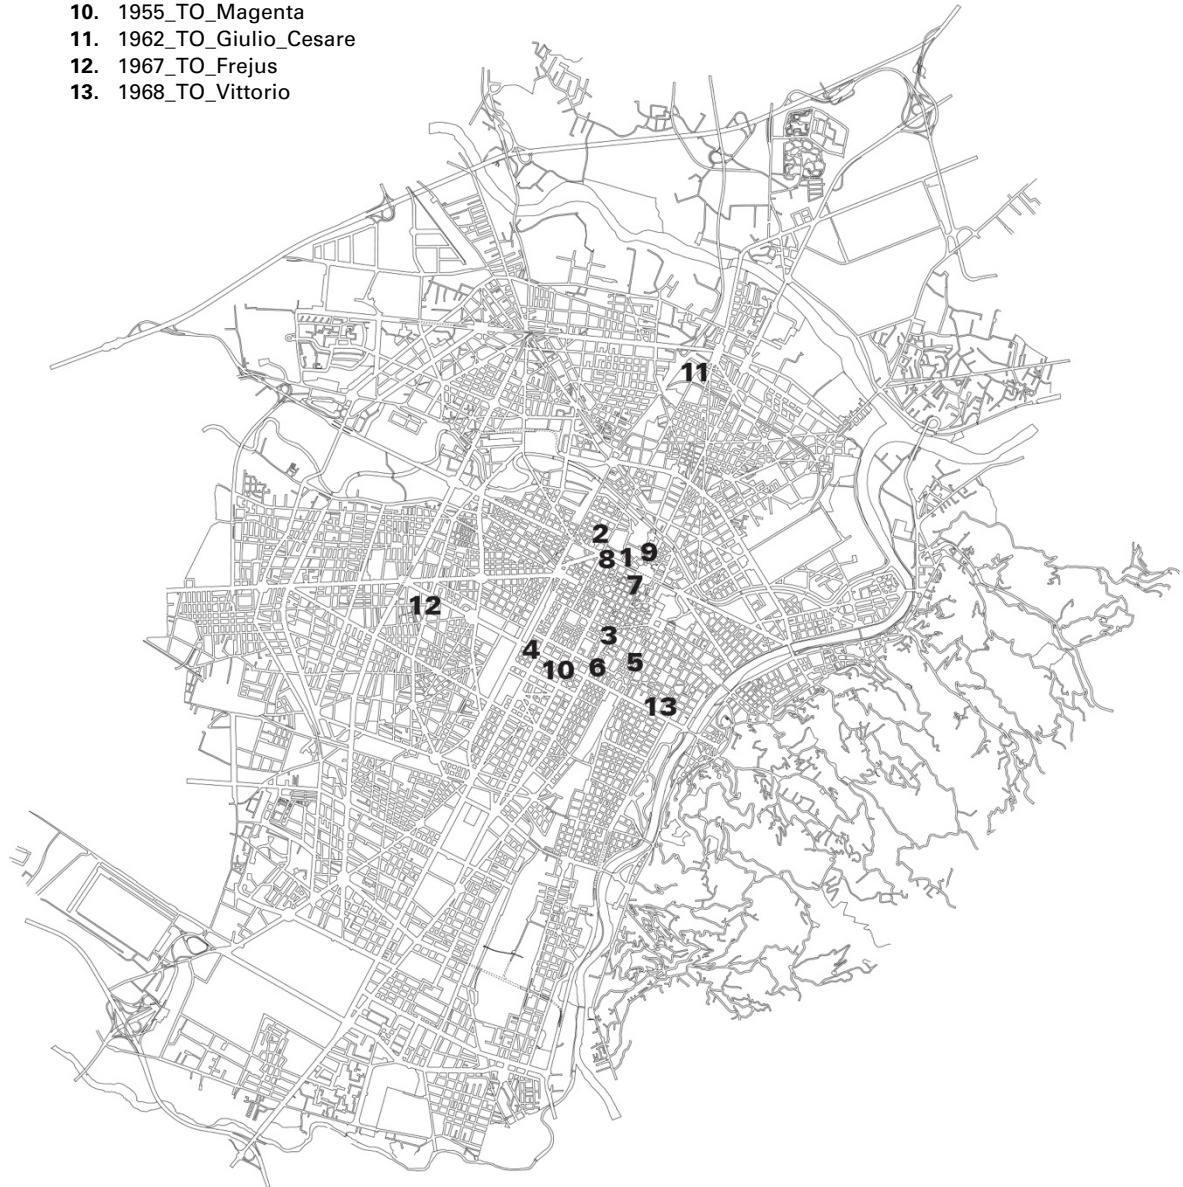 10. 1955_TO_Magenta
11. 1962_TO_Giulio_Cesare
12. 1967_TO_Frejus
13. 1968_TO_Vittorio
11
2
8 1 9
7
12
3
4
10 6 5
13